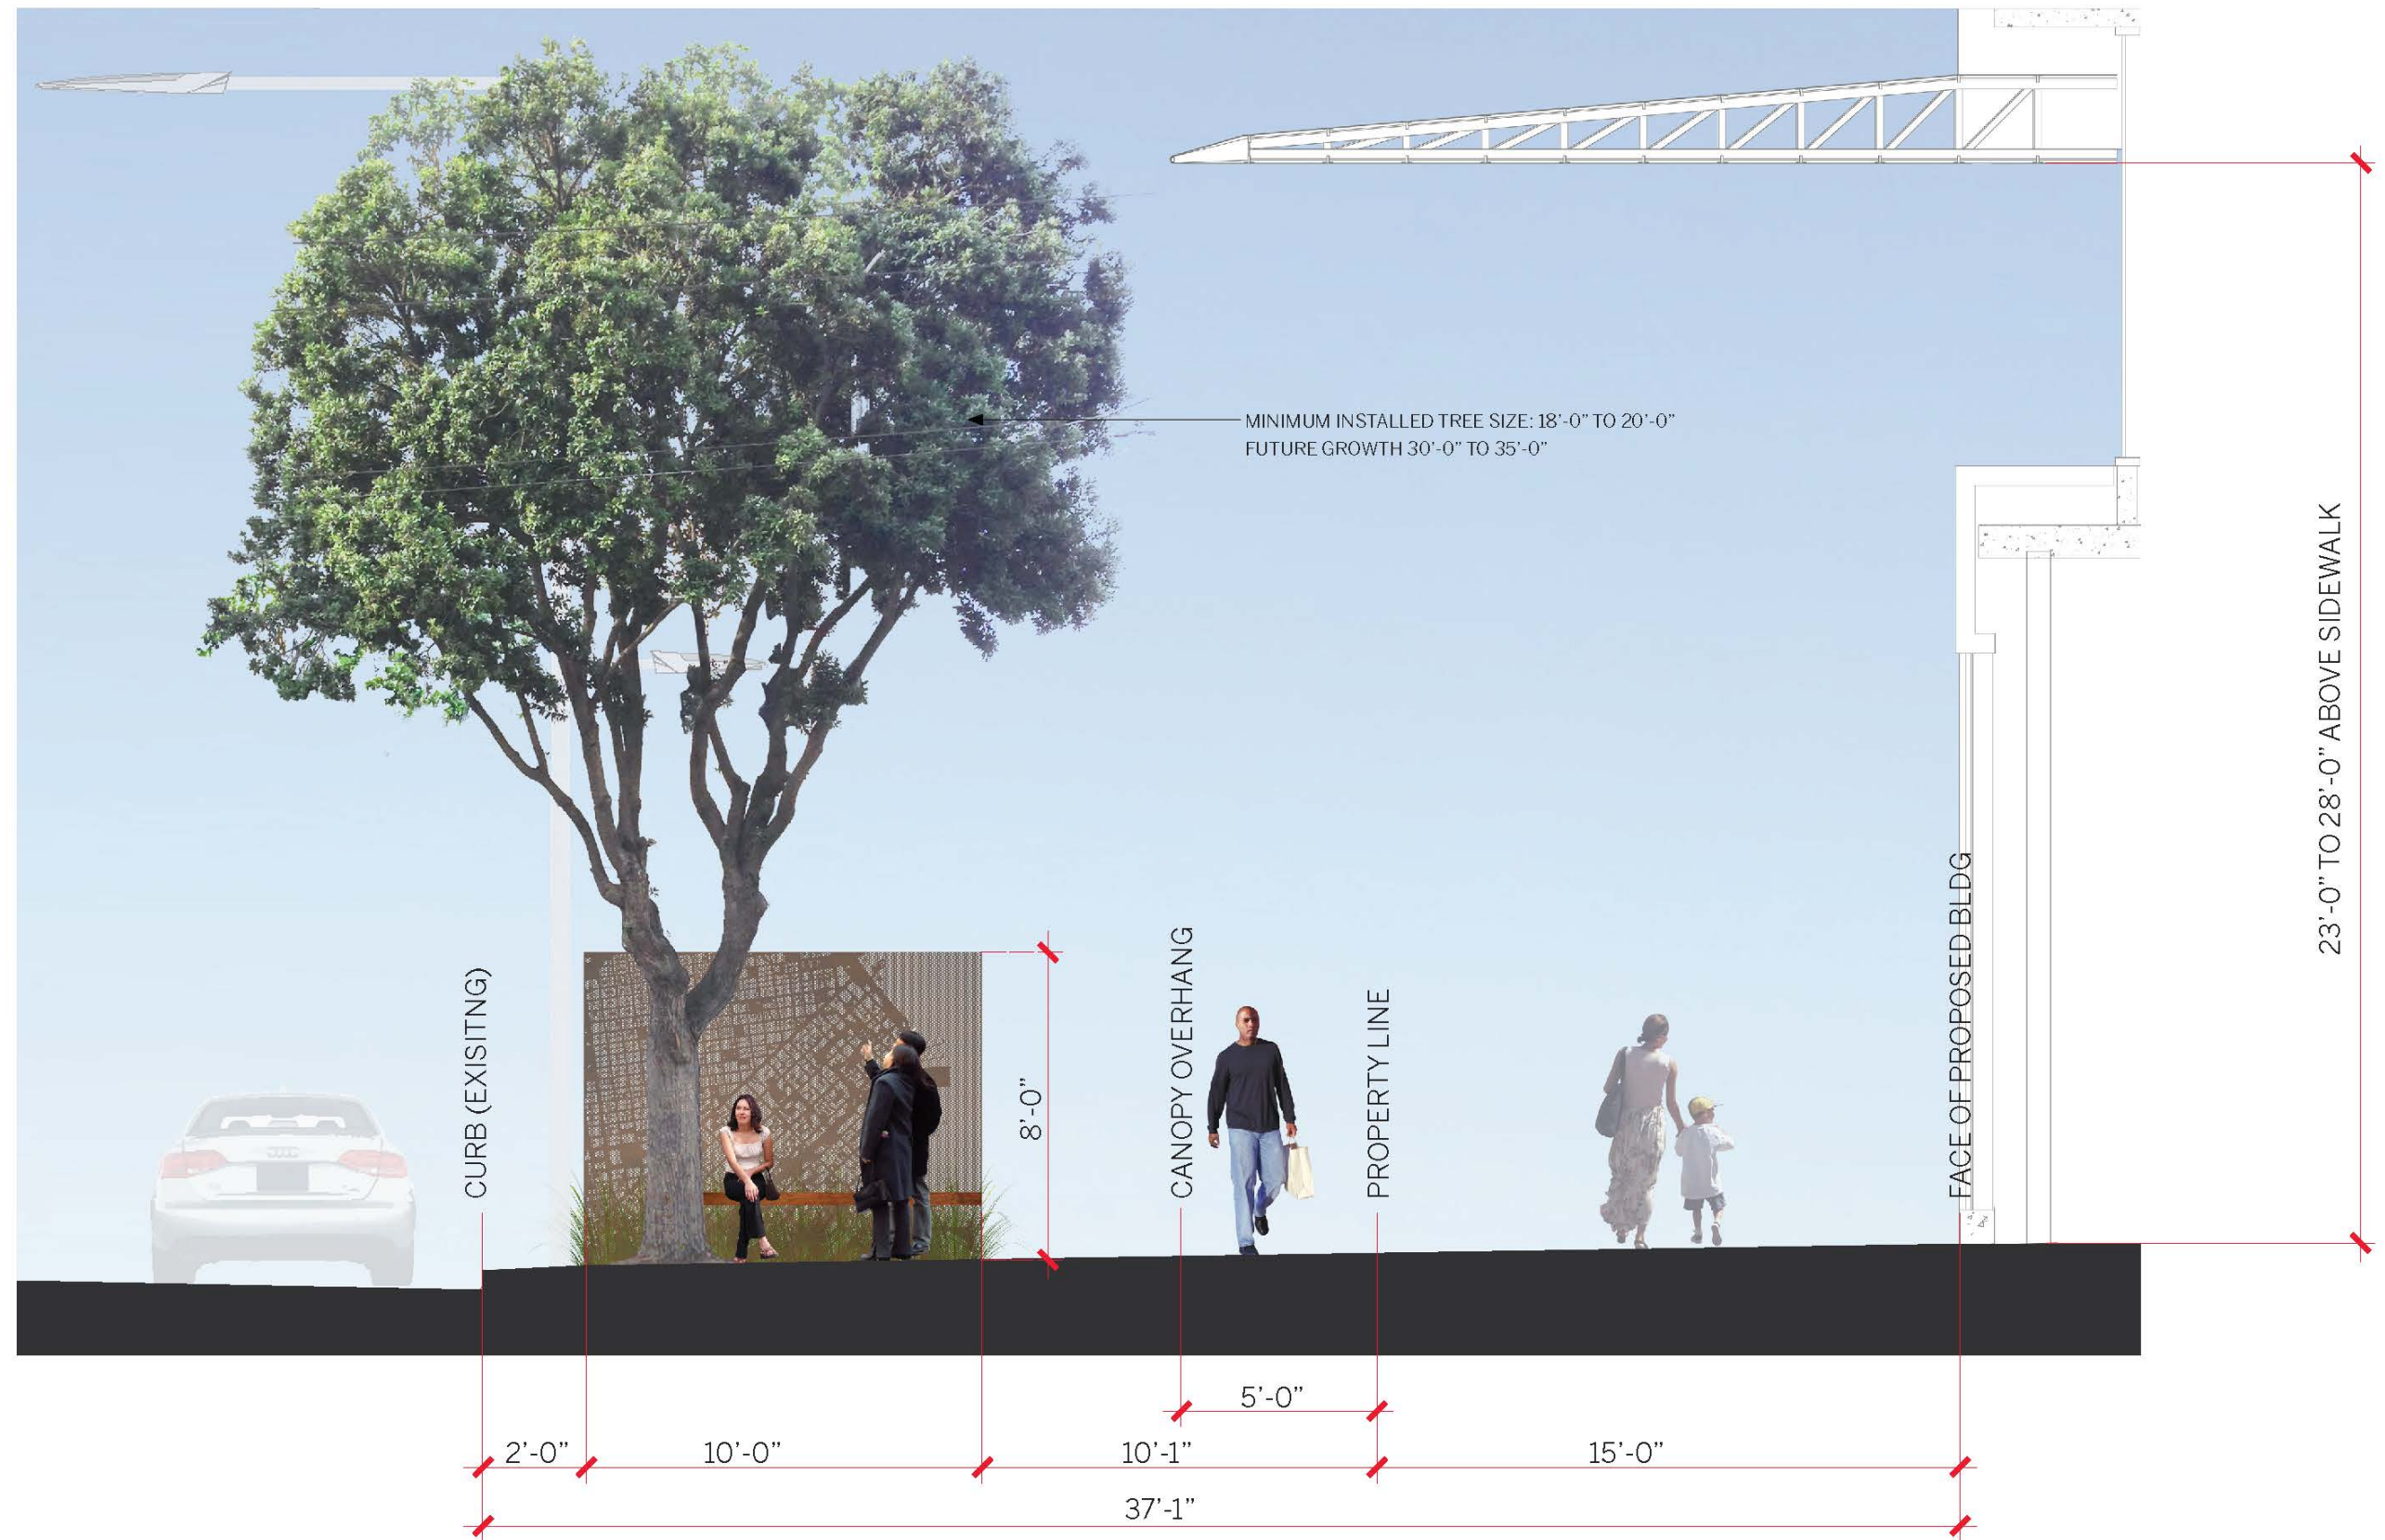 MINIMUM INSTALLED TREE SIZE: 18'-0" TO 20'-0"
FUTURE GROWTH 30'-0" TO 35'-0"
23'-0" TO 28'-0" ABOVE SIDEWALK
CURB (EXISITNG)
8'-0"
CANOPY OVERHANG
PROPERTY LINE
FACE OF PROPOSED BLDG
5'-0"
2'-0"
10'-0"
10'-1"
15'-0"
37'-1"